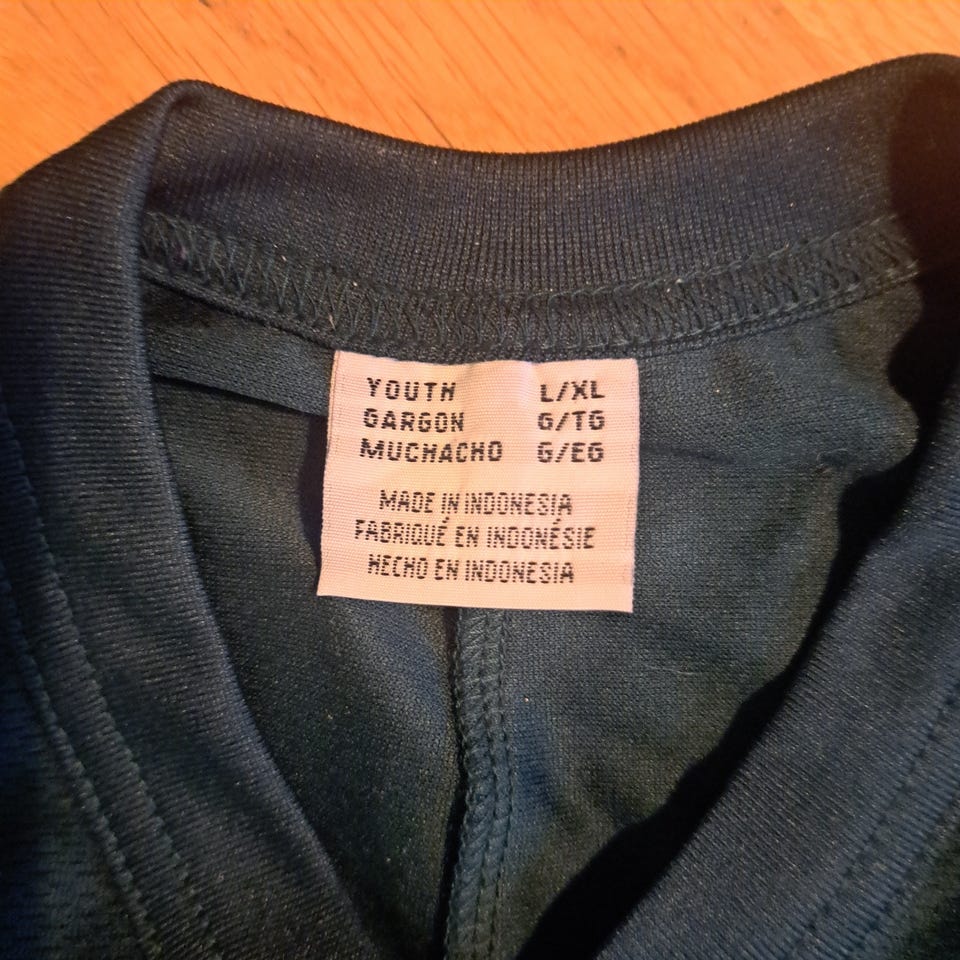 YOUTH L/XL
GARGON G/TG
MUCHACHO G/EG
MADE IN INDONESIA
FABRIQUÉ EN INDONÉSIE
HECHO EN INDONESIA